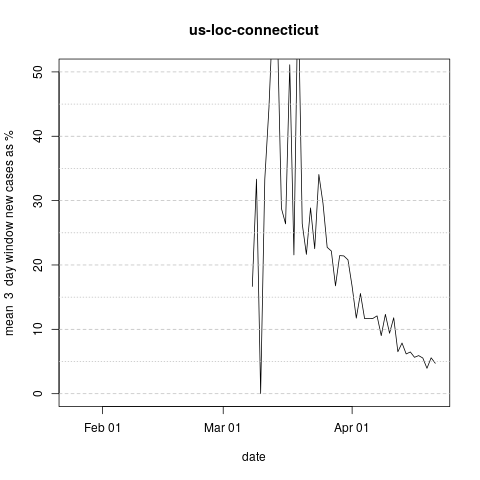 us-loc-connecticut
mean 3 day window new cases as %
50
40
30
20
10
0
Feb 01
Mar 01
Apr 01
date